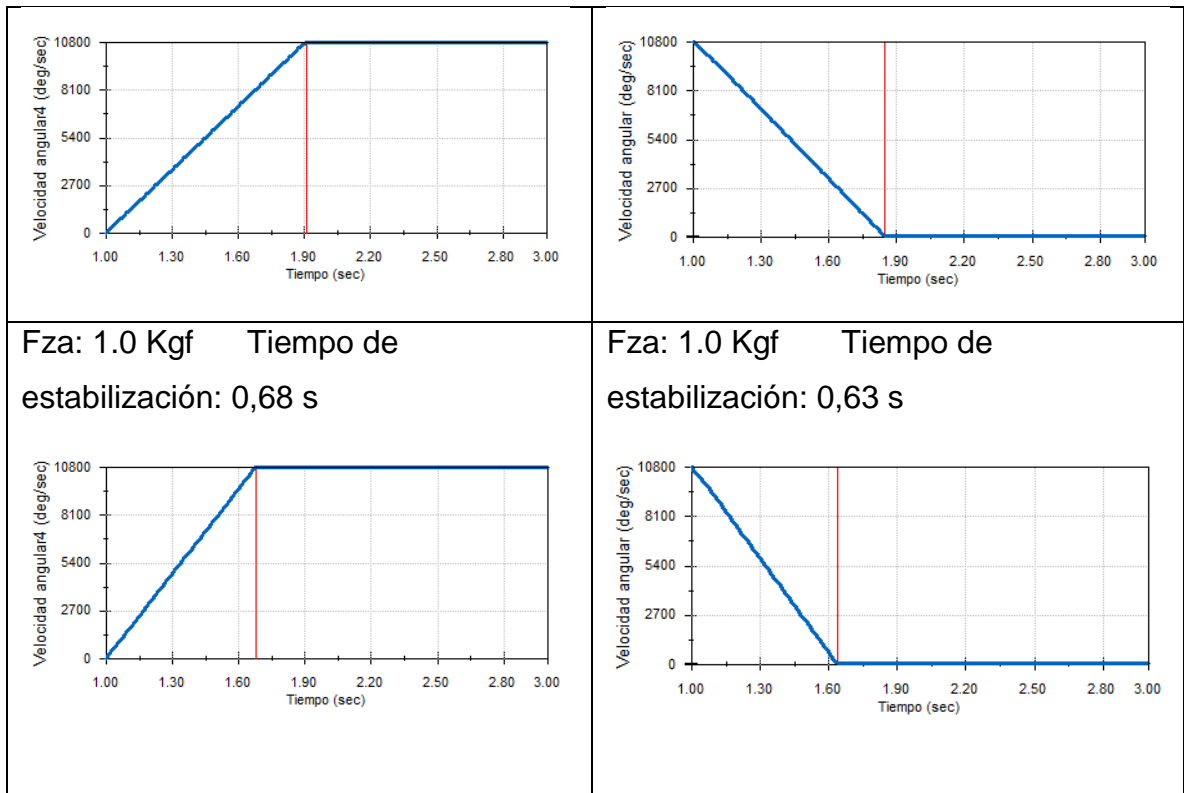 Velocidad angular4 (deg/sec)
10800
8100
5400
2700
0
1.00 1.30 1.60 1.90 2.20 2.50 2.80 3.00
Tiempo (sec)
Velocidad angular (deg/sec)
10800
8100
5400
2700
0
1.00 1.30 1.60 1.90 2.20 2.50 2.80 3.00
Tiempo (sec)
Fza: 1.0 Kgf Tiempo de
estabilización: 0,68 s
Velocidad angular4 (deg/sec)
10800
8100
5400
2700
0
1.00 1.30 1.60 1.90 2.20 2.50 2.80 3.00
Tiempo (sec)
Fza: 1.0 Kgf Tiempo de
estabilización: 0,63 s
Velocidad angular (deg/sec)
10800
8100
5400
2700
0
1.00 1.30 1.60 1.90 2.20 2.50 2.80 3.00
Tiempo (sec)